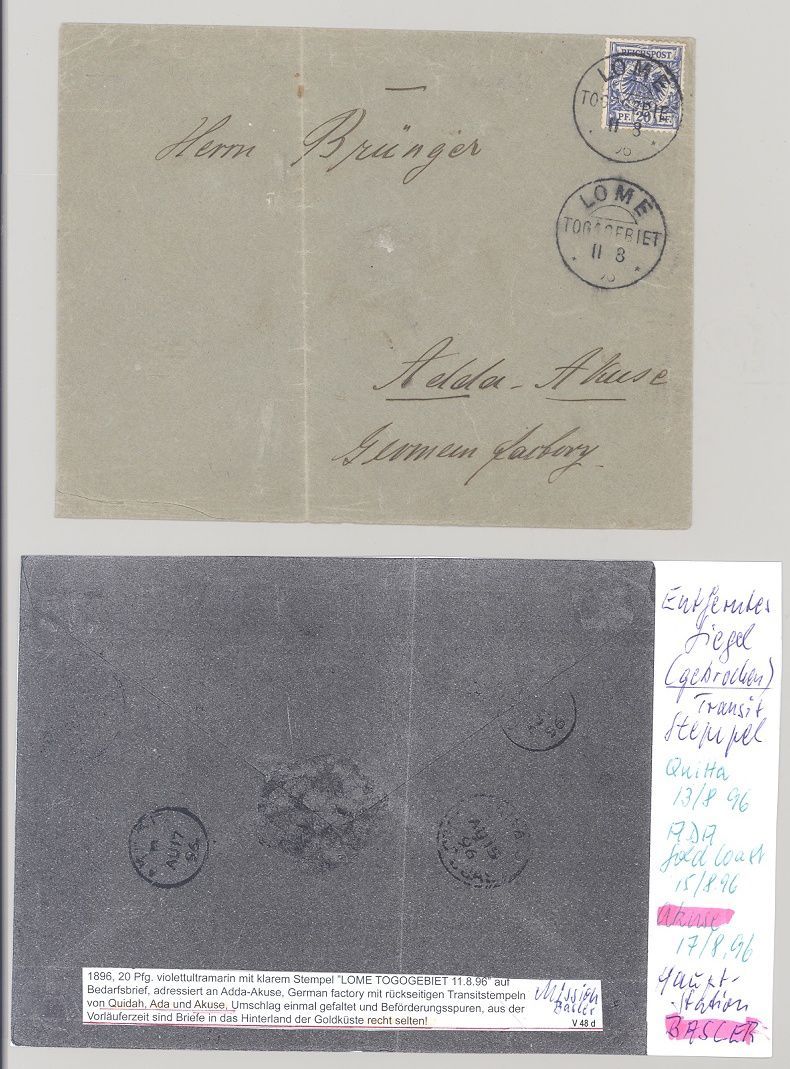 REICHSPOST
PF. 20 PF.
LOME
TOGOGEBIET
11 8
96
Herrn Brünger
LOME
TOGOGEBIET
11 8
96
Adda-Akuse
German factory
Entferntes
Siegel
(gebrochen)
Transit
Stempel
Quitta
13/8 96
ADA
Gold Coast
15/8.96
Akuse
17/8.96
Haupt-
station
BASLER
AU 17
96
AU 15
96
1896, 20 Pfg. violettultramarin mit klarem Stempel "LOME TOGOGEBIET 11.8.96" auf
Bedarfsbrief, adressiert an Adda-Akuse, German factory mit rückseitigen Transitstempeln
von Quidah, Ada und Akuse, Umschlag einmal gefaltet und Beförderungsspuren, aus der
Vorläuferzeit sind Briefe in das Hinterland der Goldküste recht selten!
Mission
Basler
V 48 d